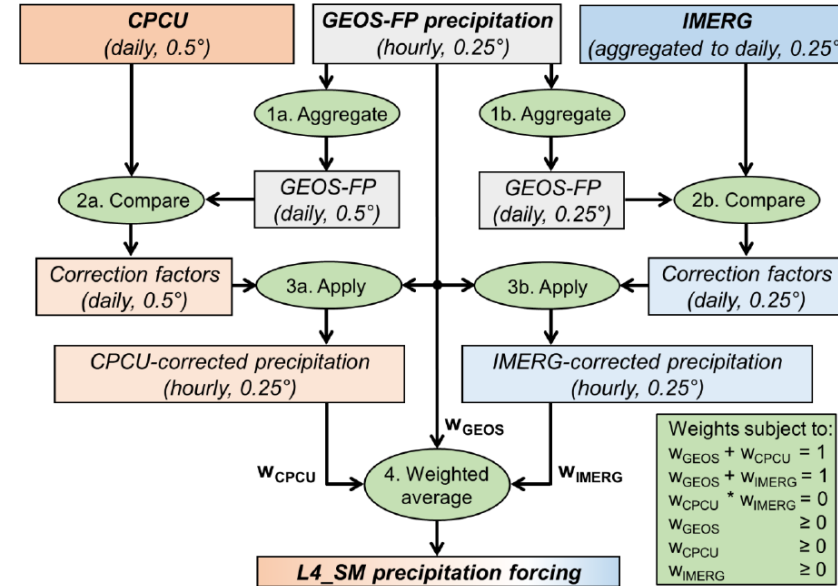 CPCU
(daily, 0.5°)
GEOS-FP precipitation
(hourly, 0.25°)
IMERG
(aggregated to daily, 0.25°
1a. Aggregate
1b. Aggregate
2a. Compare
GEOS-FP
(daily, 0.5°)
GEOS-FP
(daily, 0.25°)
2b. Compare
Correction factors
(daily, 0.5°)
3a. Apply
3b. Apply
Correction factors
(daily, 0.25°)
CPCU-corrected precipitation
(hourly, 0.25°)
IMERG-corrected precipitation
(hourly, 0.25°)
wGEOS
wCPCU
4. Weighted
average
wIMERG
Weights subject to:
wGEOS + wCPCU = 1
wGEOS + wIMERG = 1
wCPCU * wIMERG = 0
wGEOS ≥ 0
wCPCU ≥ 0
wIMERG ≥ 0
L4_SM precipitation forcing